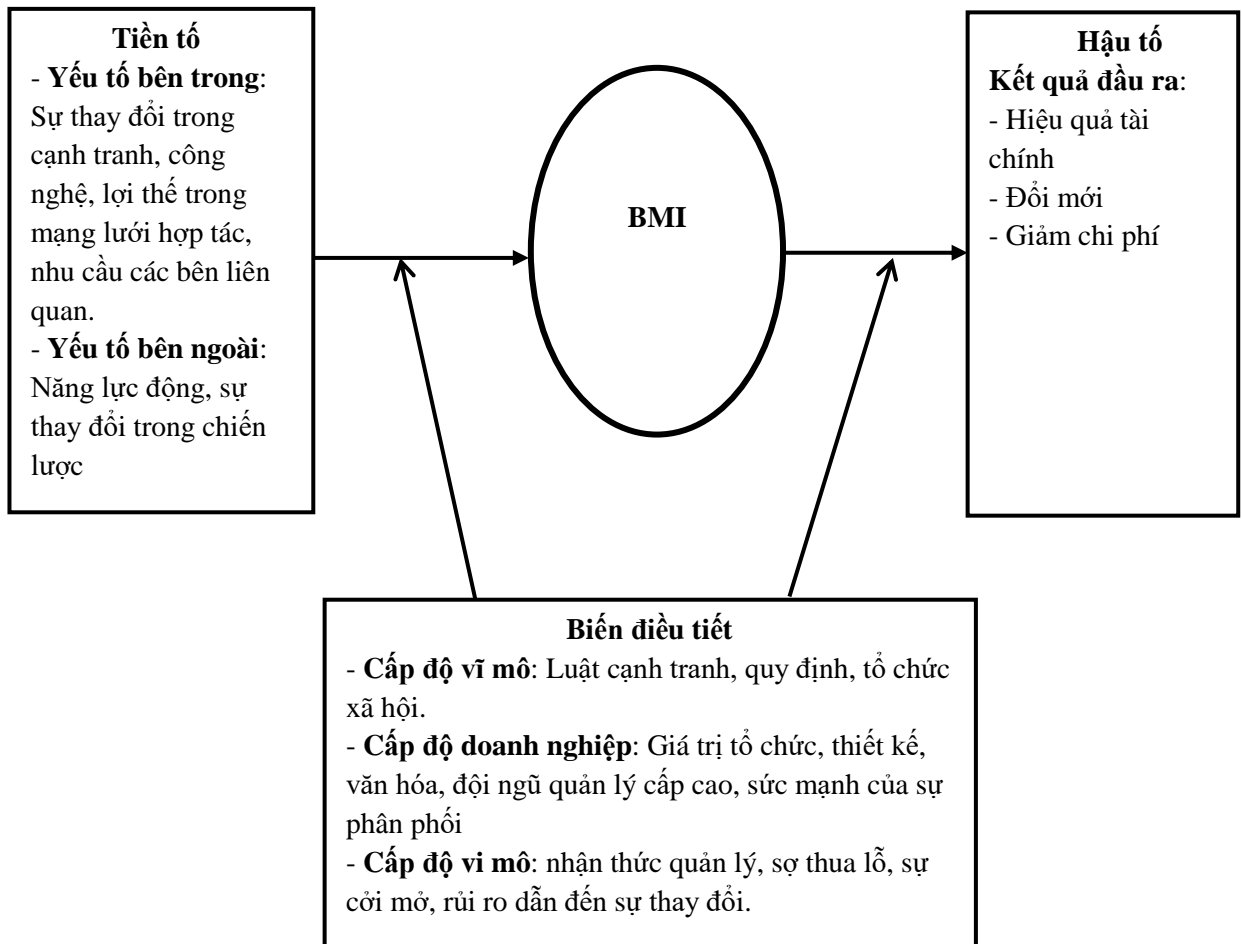 Tiền tố
- Yếu tố bên trong:
Sự thay đổi trong
cạnh tranh, công
nghệ, lợi thế trong
mạng lưới hợp tác,
nhu cầu các bên liên
quan.
- Yếu tố bên ngoài:
Năng lực động, sự
thay đổi trong chiến
lược
BMI
Hậu tố
Kết quả đầu ra:
- Hiệu quả tài
chính
- Đổi mới
- Giảm chi phí
Biến điều tiết
- Cấp độ vĩ mô: Luật cạnh tranh, quy định, tổ chức
xã hội.
- Cấp độ doanh nghiệp: Giá trị tổ chức, thiết kế,
văn hóa, đội ngũ quản lý cấp cao, sức mạnh của sự
phân phối
- Cấp độ vi mô: nhận thức quản lý, sợ thua lỗ, sự
cởi mở, rủi ro dẫn đến sự thay đổi.